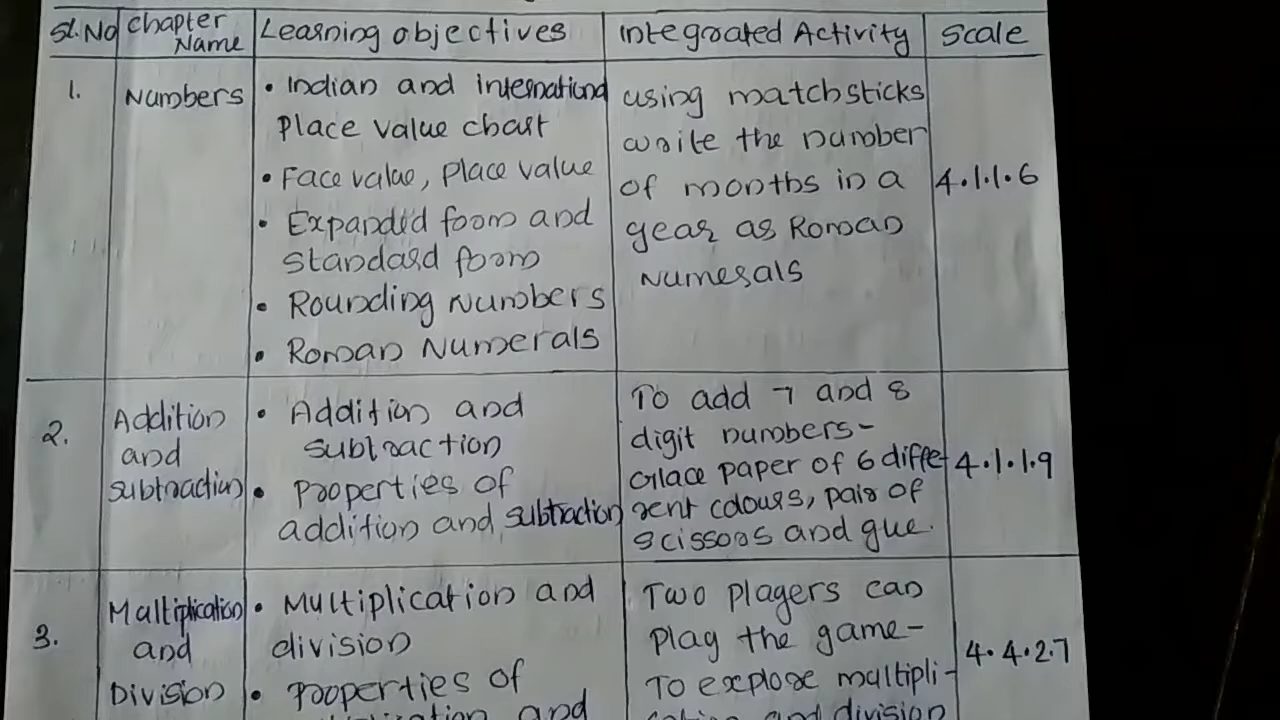 Sl.No Chapter Name Learning objectives Integrated Activity Scale
1. Numbers
• Indian and international
place value chart
• Face value, place value
• Expanded form and
standard form
• Rounding Numbers
• Roman Numerals
using matchsticks
write the number
of months in a
year as Roman
Numerals
4.1.1.6
2. Addition
and
subtraction
• Addition and
subtraction
• properties of
addition and subtraction
To add 7 and 8
digit numbers-
Glace paper of 6 diffe-
rent colours, pair of
scissors and glue.
4.1.1.9
3. Maltiplication
and
Division
• Multiplication and
division
• properties of
and
Two players can
play the game-
To explore multipli-
and division
4.4.2.7